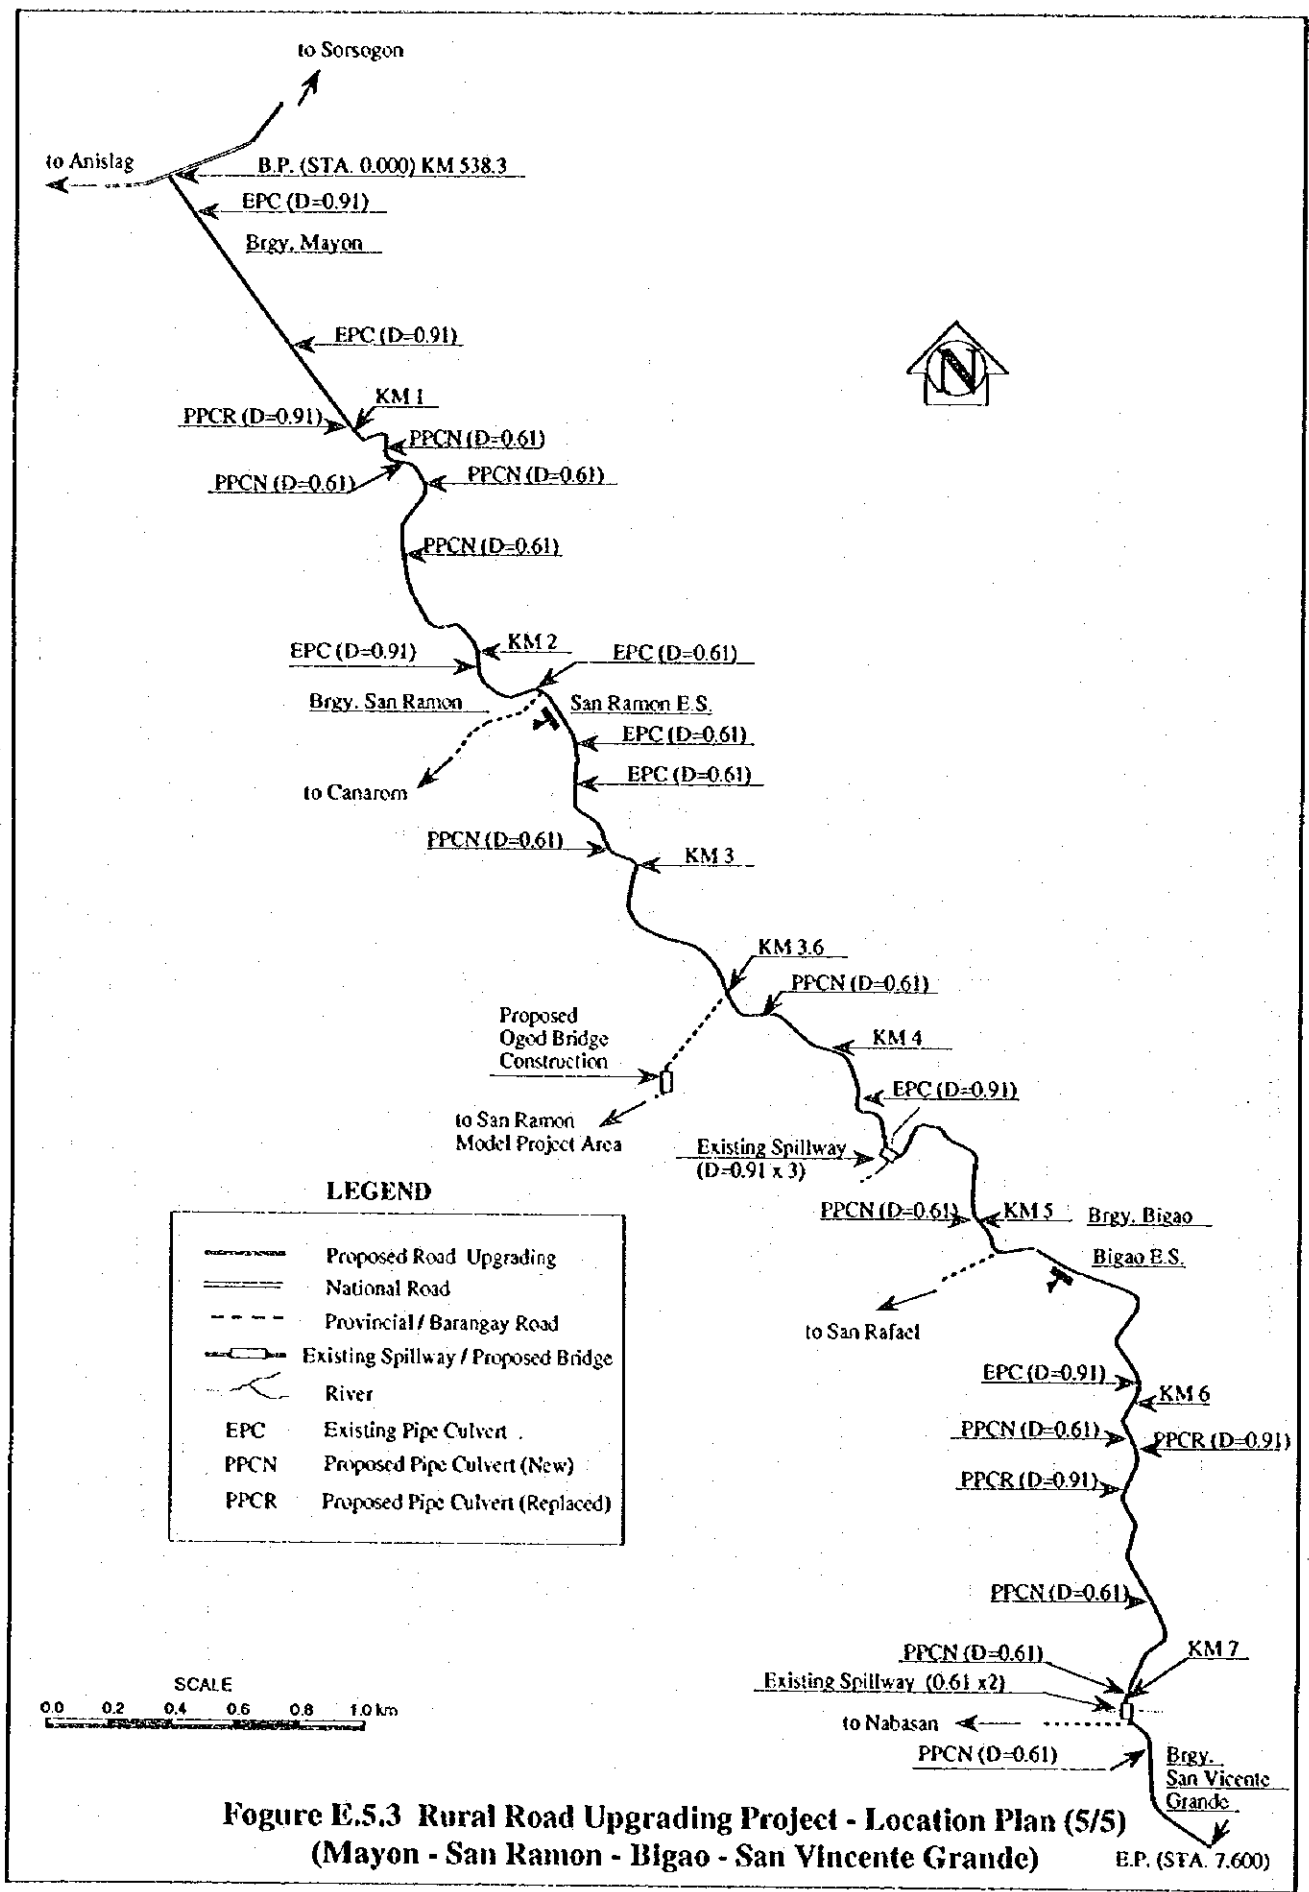 to Sorsogon
to Anislag
B.P. (STA. 0.000) KM 538.3
EPC (D=0.91)
Brgy. Mayon
EPC (D=0.91)
N
KM 1
PPCR (D=0.91)
PPCN (D=0.61)
PPCN (D=0.61)
PPCN (D=0.61)
PPCN (D=0.61)
KM 2
EPC (D=0.91)
EPC (D=0.61)
Brgy. San Ramon
San Ramon E.S.
EPC (D=0.61)
EPC (D=0.61)
to Canarom
PPCN (D=0.61)
KM 3
KM 3.6
PPCN (D=0.61)
Proposed
Ogod Bridge
Construction
KM 4
EPC (D=0.91)
to San Ramon
Model Project Area
Existing Spillway
(D=0.91 x 3)
PPCN (D=0.61)
KM 5
Brgy. Bigao
Bigao E.S.
to San Rafael
LEGEND
Proposed Road Upgrading
National Road
Provincial / Barangay Road
Existing Spillway / Proposed Bridge
River
EPC Existing Pipe Culvert
PPCN Proposed Pipe Culvert (New)
PPCR Proposed Pipe Culvert (Replaced)
EPC (D=0.91)
KM 6
PPCN (D=0.61)
PPCR (D=0.91)
PPCR (D=0.91)
PPCN (D=0.61)
PPCN (D=0.61)
KM 7
Existing Spillway (0.61 x2)
to Nabasan
PPCN (D=0.61)
Brgy.
San Vicente
Grande
SCALE
0.0 0.2 0.4 0.6 0.8 1.0 km
Fogure E.5.3 Rural Road Upgrading Project - Location Plan (5/5)
(Mayon - San Ramon - Bigao - San Vincente Grande)
E.P. (STA. 7.600)